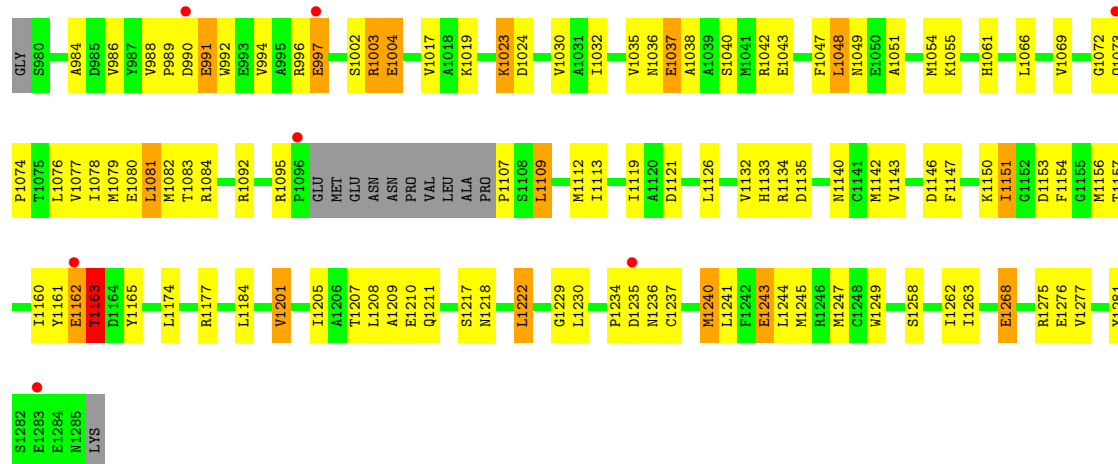 GLY S980 A984 D985 V986 Y987 V988 P989 D990 E991 W992 E993 V994 A995 R996 E997 S1002 R1003 E1004 V1017 A1018 K1019 K1023 D1024 V1030 A1031 I1032 V1035 N1036 E1037 A1038 A1039 S1040 M1041 R1042 E1043 F1047 L1048 N1049 E1050 A1051 M1054 K1055 H1061 L1066 V1069 G1072 D1073
P1074 T1075 L1076 V1077 I1078 M1079 E1080 L1081 M1082 T1083 R1084 R1092 R1095 P1096 GLU MET GLU ASN ASN PRO VAL LEU ALA PRO P1107 S1108 L1109 M1112 I1113 I1119 A1120 D1121 L1126 V1132 H1133 R1134 D1135 N1140 C1141 M1142 V1143 D1146 F1147 K1150 I1151 G1152 D1153 F1154 G1155 M1156 T1157
I1160 Y1161 E1162 T1163 D1164 Y1165 L1174 R1177 L1184 V1201 I1205 A1206 T1207 L1208 A1209 E1210 Q1211 S1217 N1218 L1222 G1229 L1230 P1234 D1235 N1236 C1237 M1240 L1241 F1242 E1243 L1244 M1245 R1246 M1247 C1248 W1249 S1258 I1262 I1263 E1268 R1275 E1276 V1277 Y1281
S1282 E1283 E1284 N1285 LYS